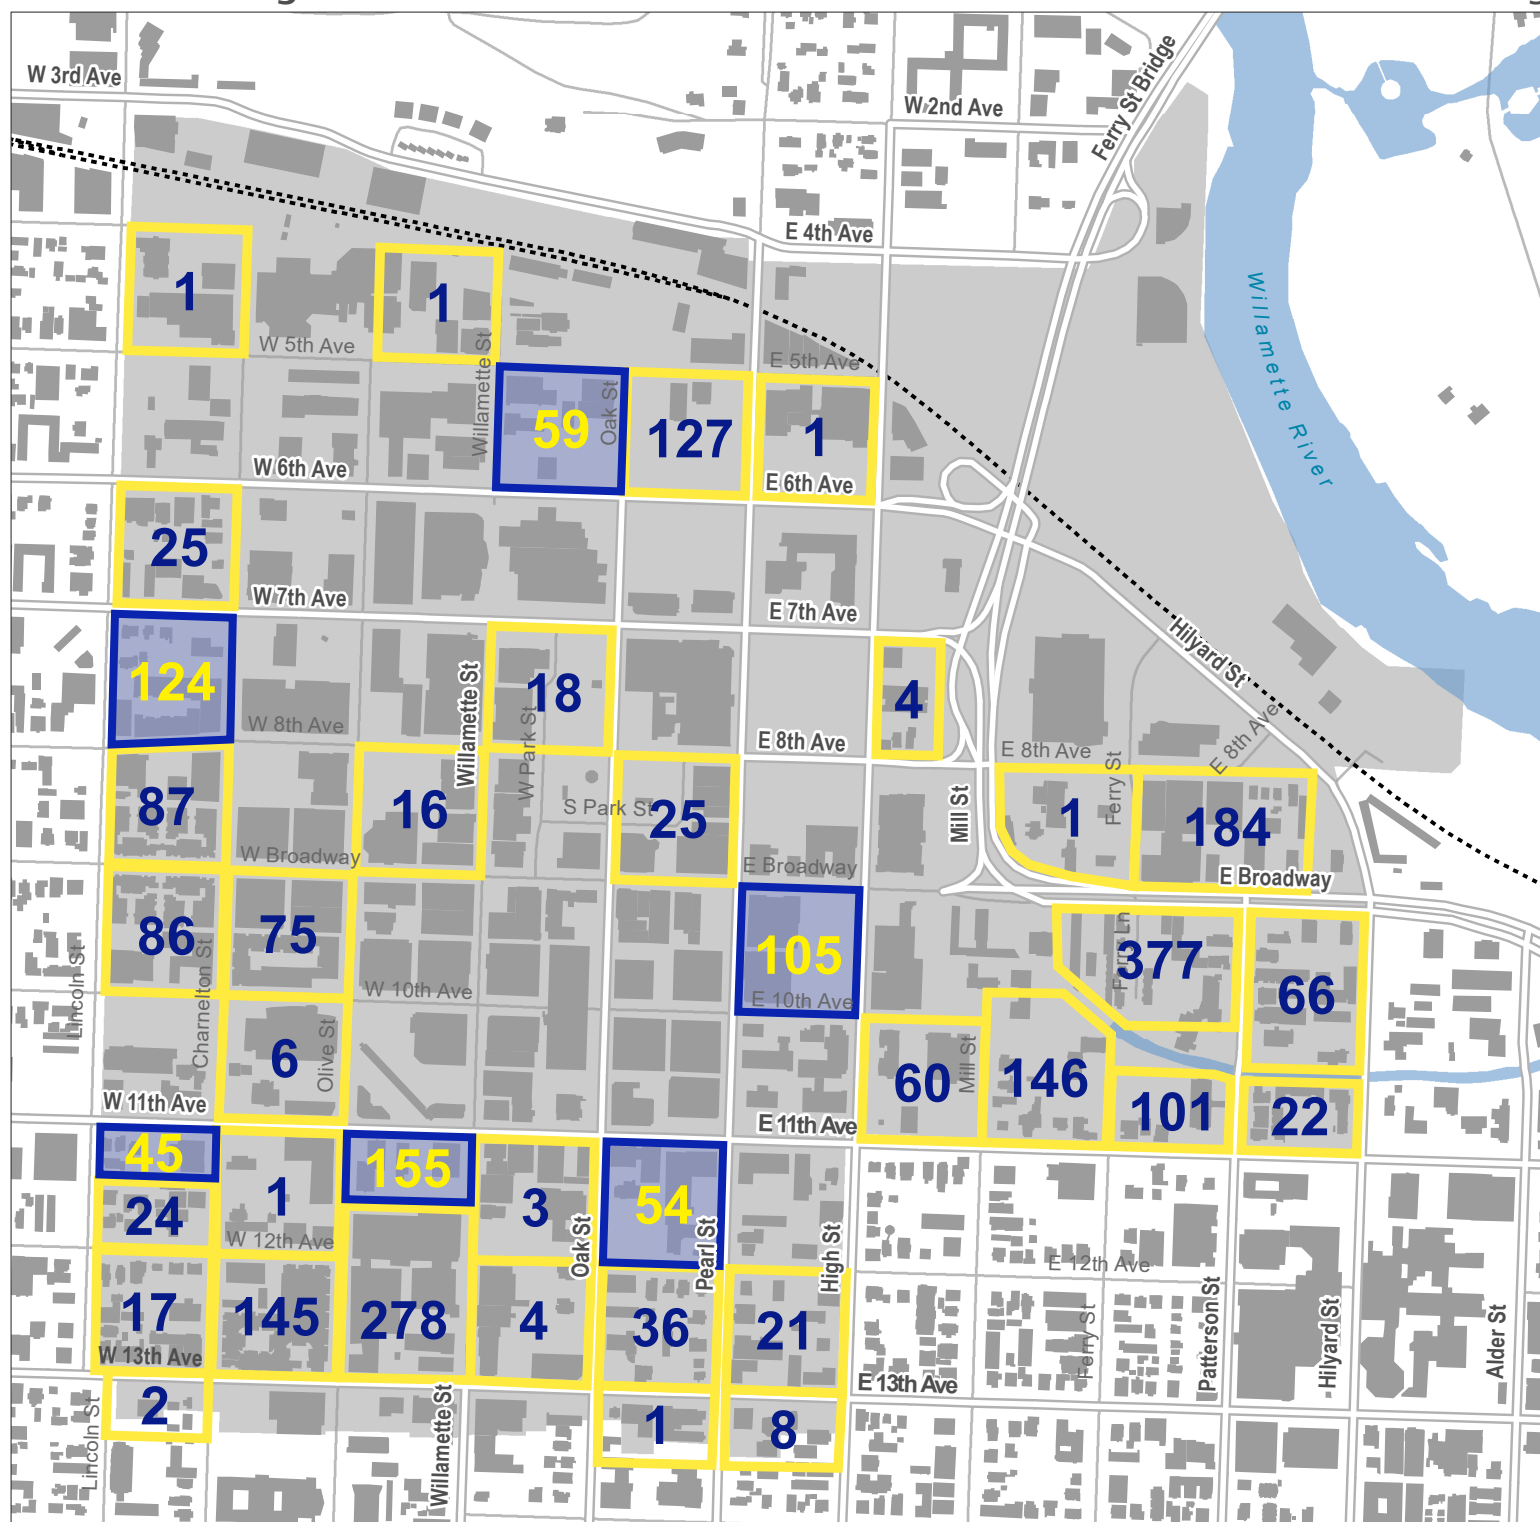 W 3rd Ave
W 2nd Ave
Ferry St Bridge
E 4th Ave
Willamette River
1
1
W 5th Ave
Willamette St
E 5th Ave
Oak St
59
127
1
W 6th Ave
E 6th Ave
25
W 7th Ave
E 7th Ave
Hilyard St
124
18
4
W 8th Ave
Willamette St
W Park St
E 8th Ave
E 8th Ave
E 8th Ave
87
16
S Park St
25
Mill St
1
Ferry St
184
W Broadway
E Broadway
E Broadway
86
75
105
Ferry Ln
377
66
Lincoln St
Charnelton St
W 10th Ave
E 10th Ave
6
Olive St
60
Mill St
146
101
22
W 11th Ave
E 11th Ave
45
155
24
1
3
54
W 12th Ave
Oak St
Pearl St
High St
E 12th Ave
17
145
278
4
36
21
Ferry St
Patterson St
Hilyard St
Alder St
W 13th Ave
E 13th Ave
2
Lincoln St
Willamette St
1
8